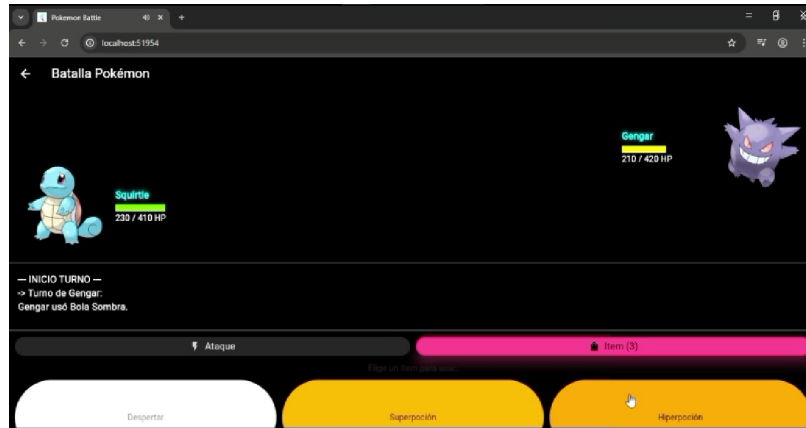 Pokemon Battle
localhost:51954
Batalla Pokémon
Gengar
210 / 420 HP
Squirtle
230 / 410 HP
— INICIO TURNO —
-> Turno de Gengar:
Gengar usó Bola Sombra.
Ataque
Item (3)
Elige un ítem para usar.
Despertar
Superpoción
Hiperpoción